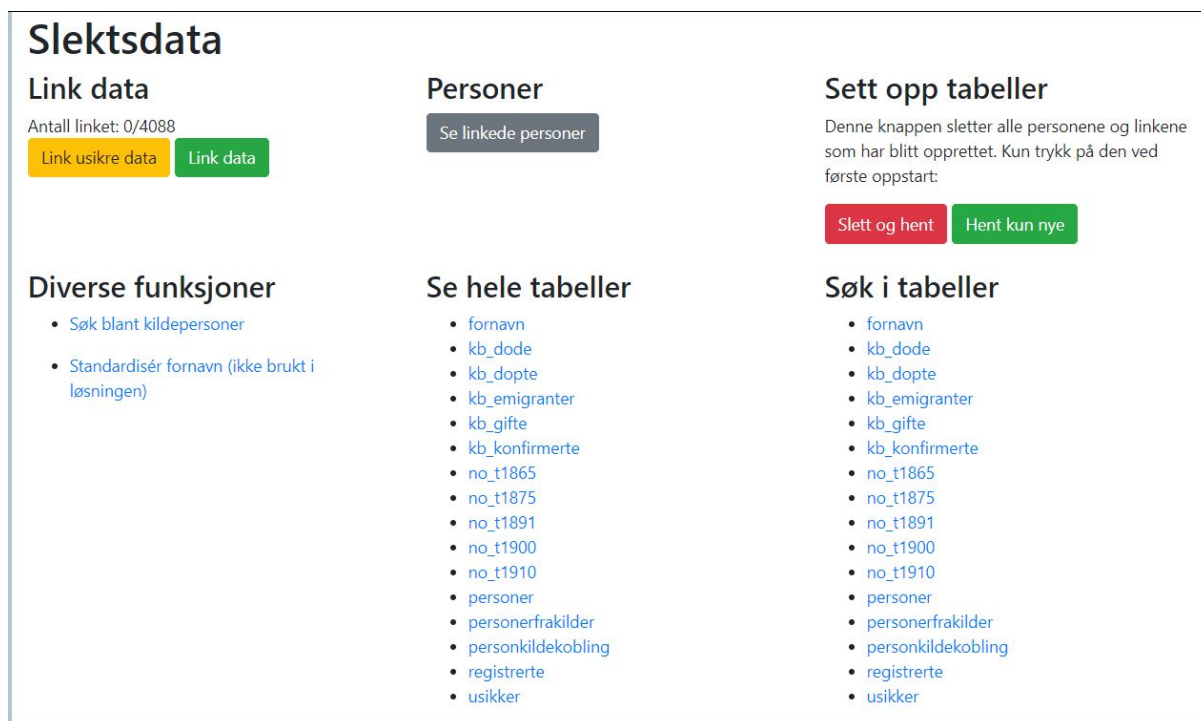 Slektsdata
Link data
Antall linket: 0/4088
Link usikre data
Link data
Personer
Se linkede personer
Sett opp tabeller
Denne knappen sletter alle personene og linkene
som har blitt opprettet. Kun trykk på den ved
første oppstart:
Slett og hent
Hent kun nye
Diverse funksjoner
Søk blant kildepersoner
Standardisér fornavn (ikke brukt i
løsningen)
Se hele tabeller
fornavn
kb_dode
kb_dopte
kb_emigranter
kb_gifte
kb_konfirmerte
no_t1865
no_t1875
no_t1891
no_t1900
no_t1910
personer
personerfrakilder
personkildekobling
registrerte
usikker
Søk i tabeller
fornavn
kb_dode
kb_dopte
kb_emigranter
kb_gifte
kb_konfirmerte
no_t1865
no_t1875
no_t1891
no_t1900
no_t1910
personer
personerfrakilder
personkildekobling
registrerte
usikker